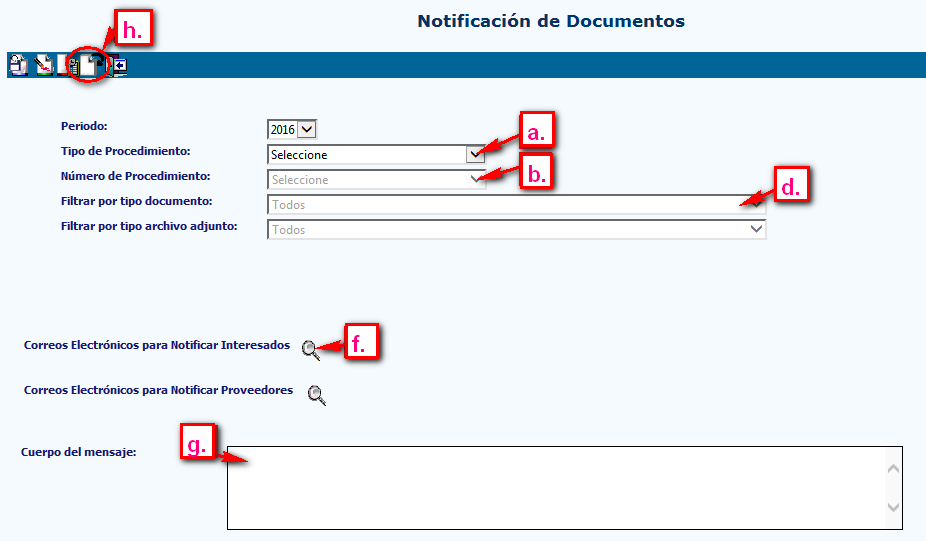 Notificación de Documentos
h.
Periodo: 2016
a.
Tipo de Procedimiento: Seleccione
b.
Número de Procedimiento: Seleccione
d.
Filtrar por tipo documento: Todos
Filtrar por tipo archivo adjunto: Todos
Correos Electrónicos para Notificar Interesados
f.
Correos Electrónicos para Notificar Proveedores
Cuerpo del mensaje:
g.